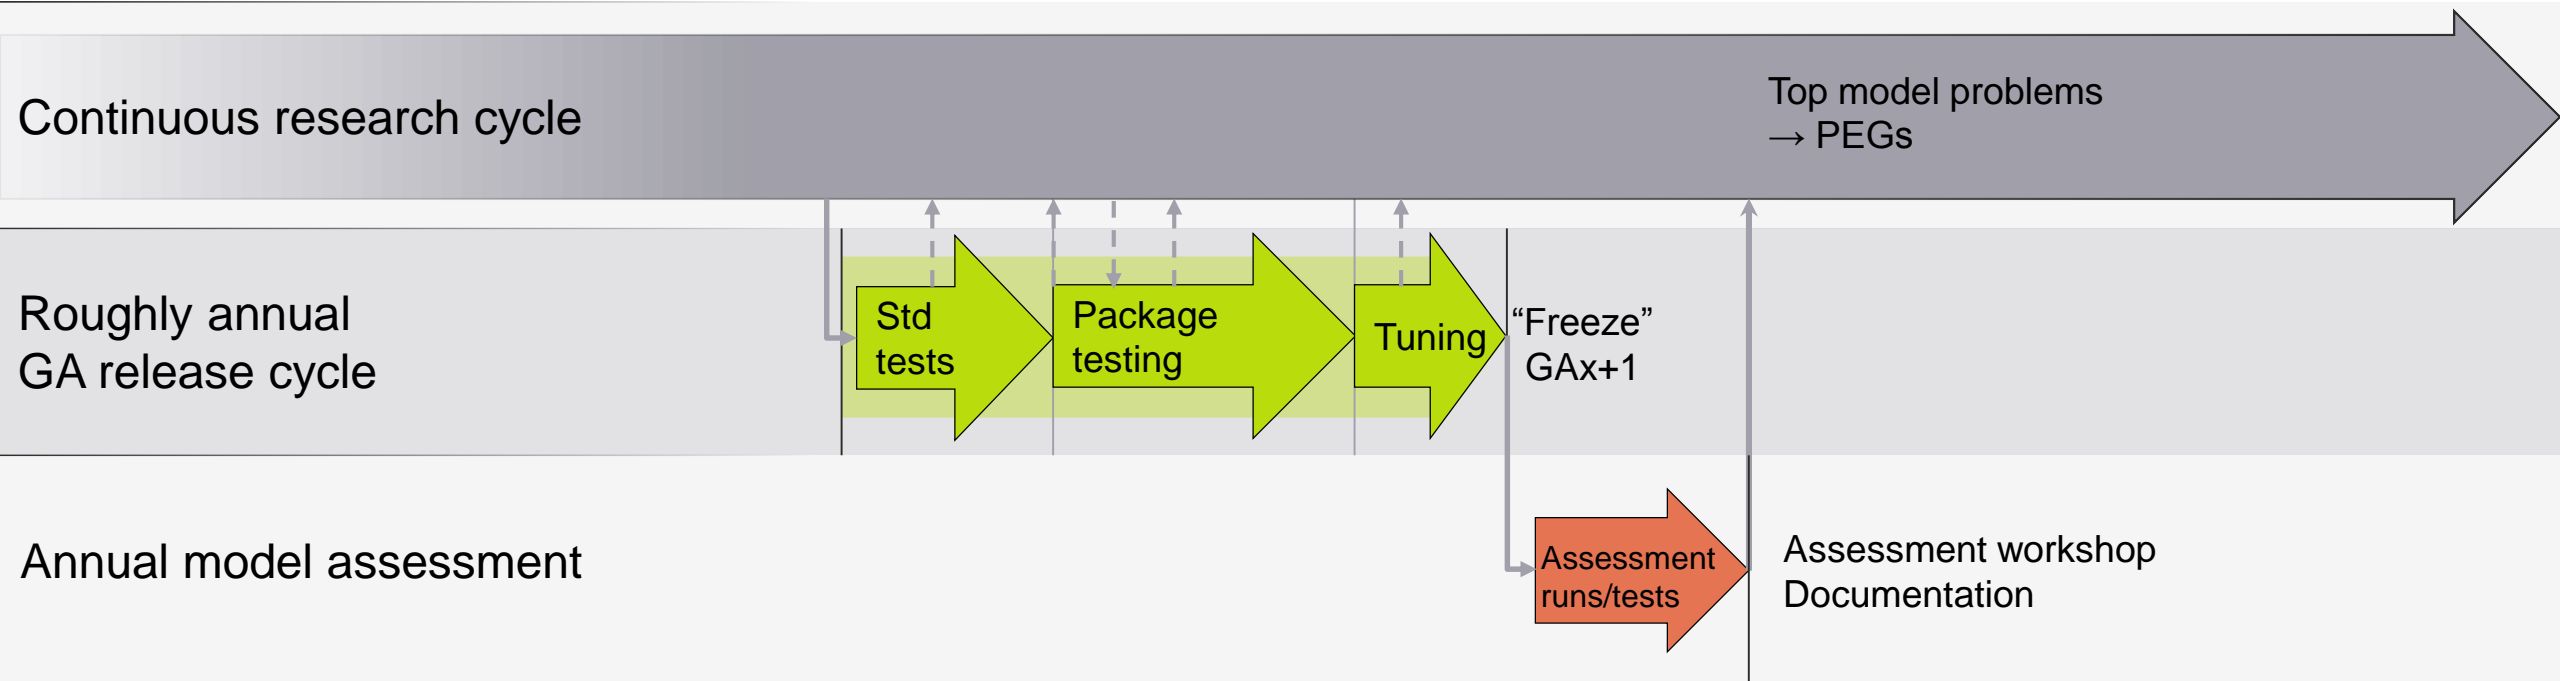 Continuous research cycle
Top model problems
→ PEGs
Roughly annual
GA release cycle
Std
tests
Package
testing
Tuning
“Freeze”
GAx+1
Annual model assessment
Assessment
runs/tests
Assessment workshop
Documentation